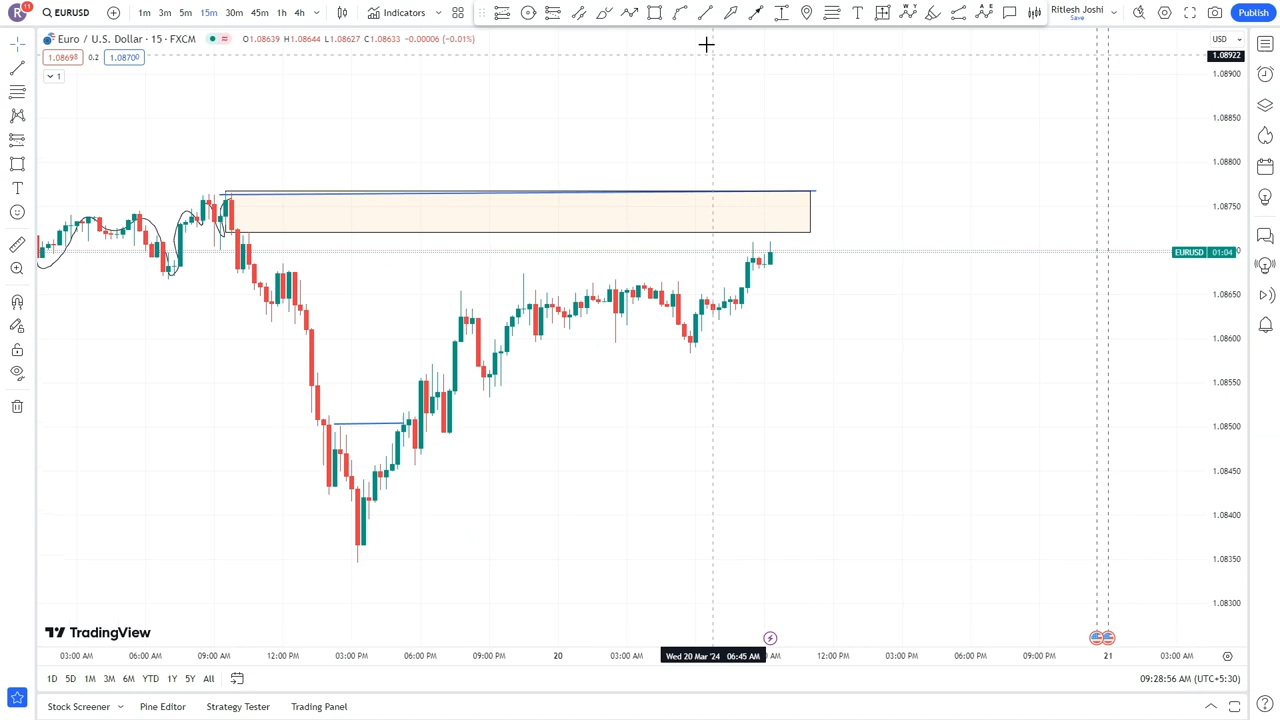 R 11 EURUSD 1m 3m 5m 15m 30m 45m 1h 4h Indicators Ritlesh Joshi Save Publish
Euro / U.S. Dollar · 15 · FXCM O1.08639 H1.08644 L1.08627 C1.08633 -0.00006 (-0.01%) USD
1.08698 0.2 1.08700 1.08922
1
1.08900
1.08850
1.08800
1.08750
EURUSD 01:04
1.08650
1.08600
1.08550
1.08500
1.08450
1.08400
1.08350
1.08300
TradingView
03:00 AM 06:00 AM 09:00 AM 12:00 PM 03:00 PM 06:00 PM 09:00 PM 20 03:00 AM Wed 20 Mar '24 06:45 AM AM 12:00 PM 03:00 PM 06:00 PM 09:00 PM 21 03:00 AM
1D 5D 1M 3M 6M YTD 1Y 5Y All 09:28:56 AM (UTC+5:30)
Stock Screener Pine Editor Strategy Tester Trading Panel